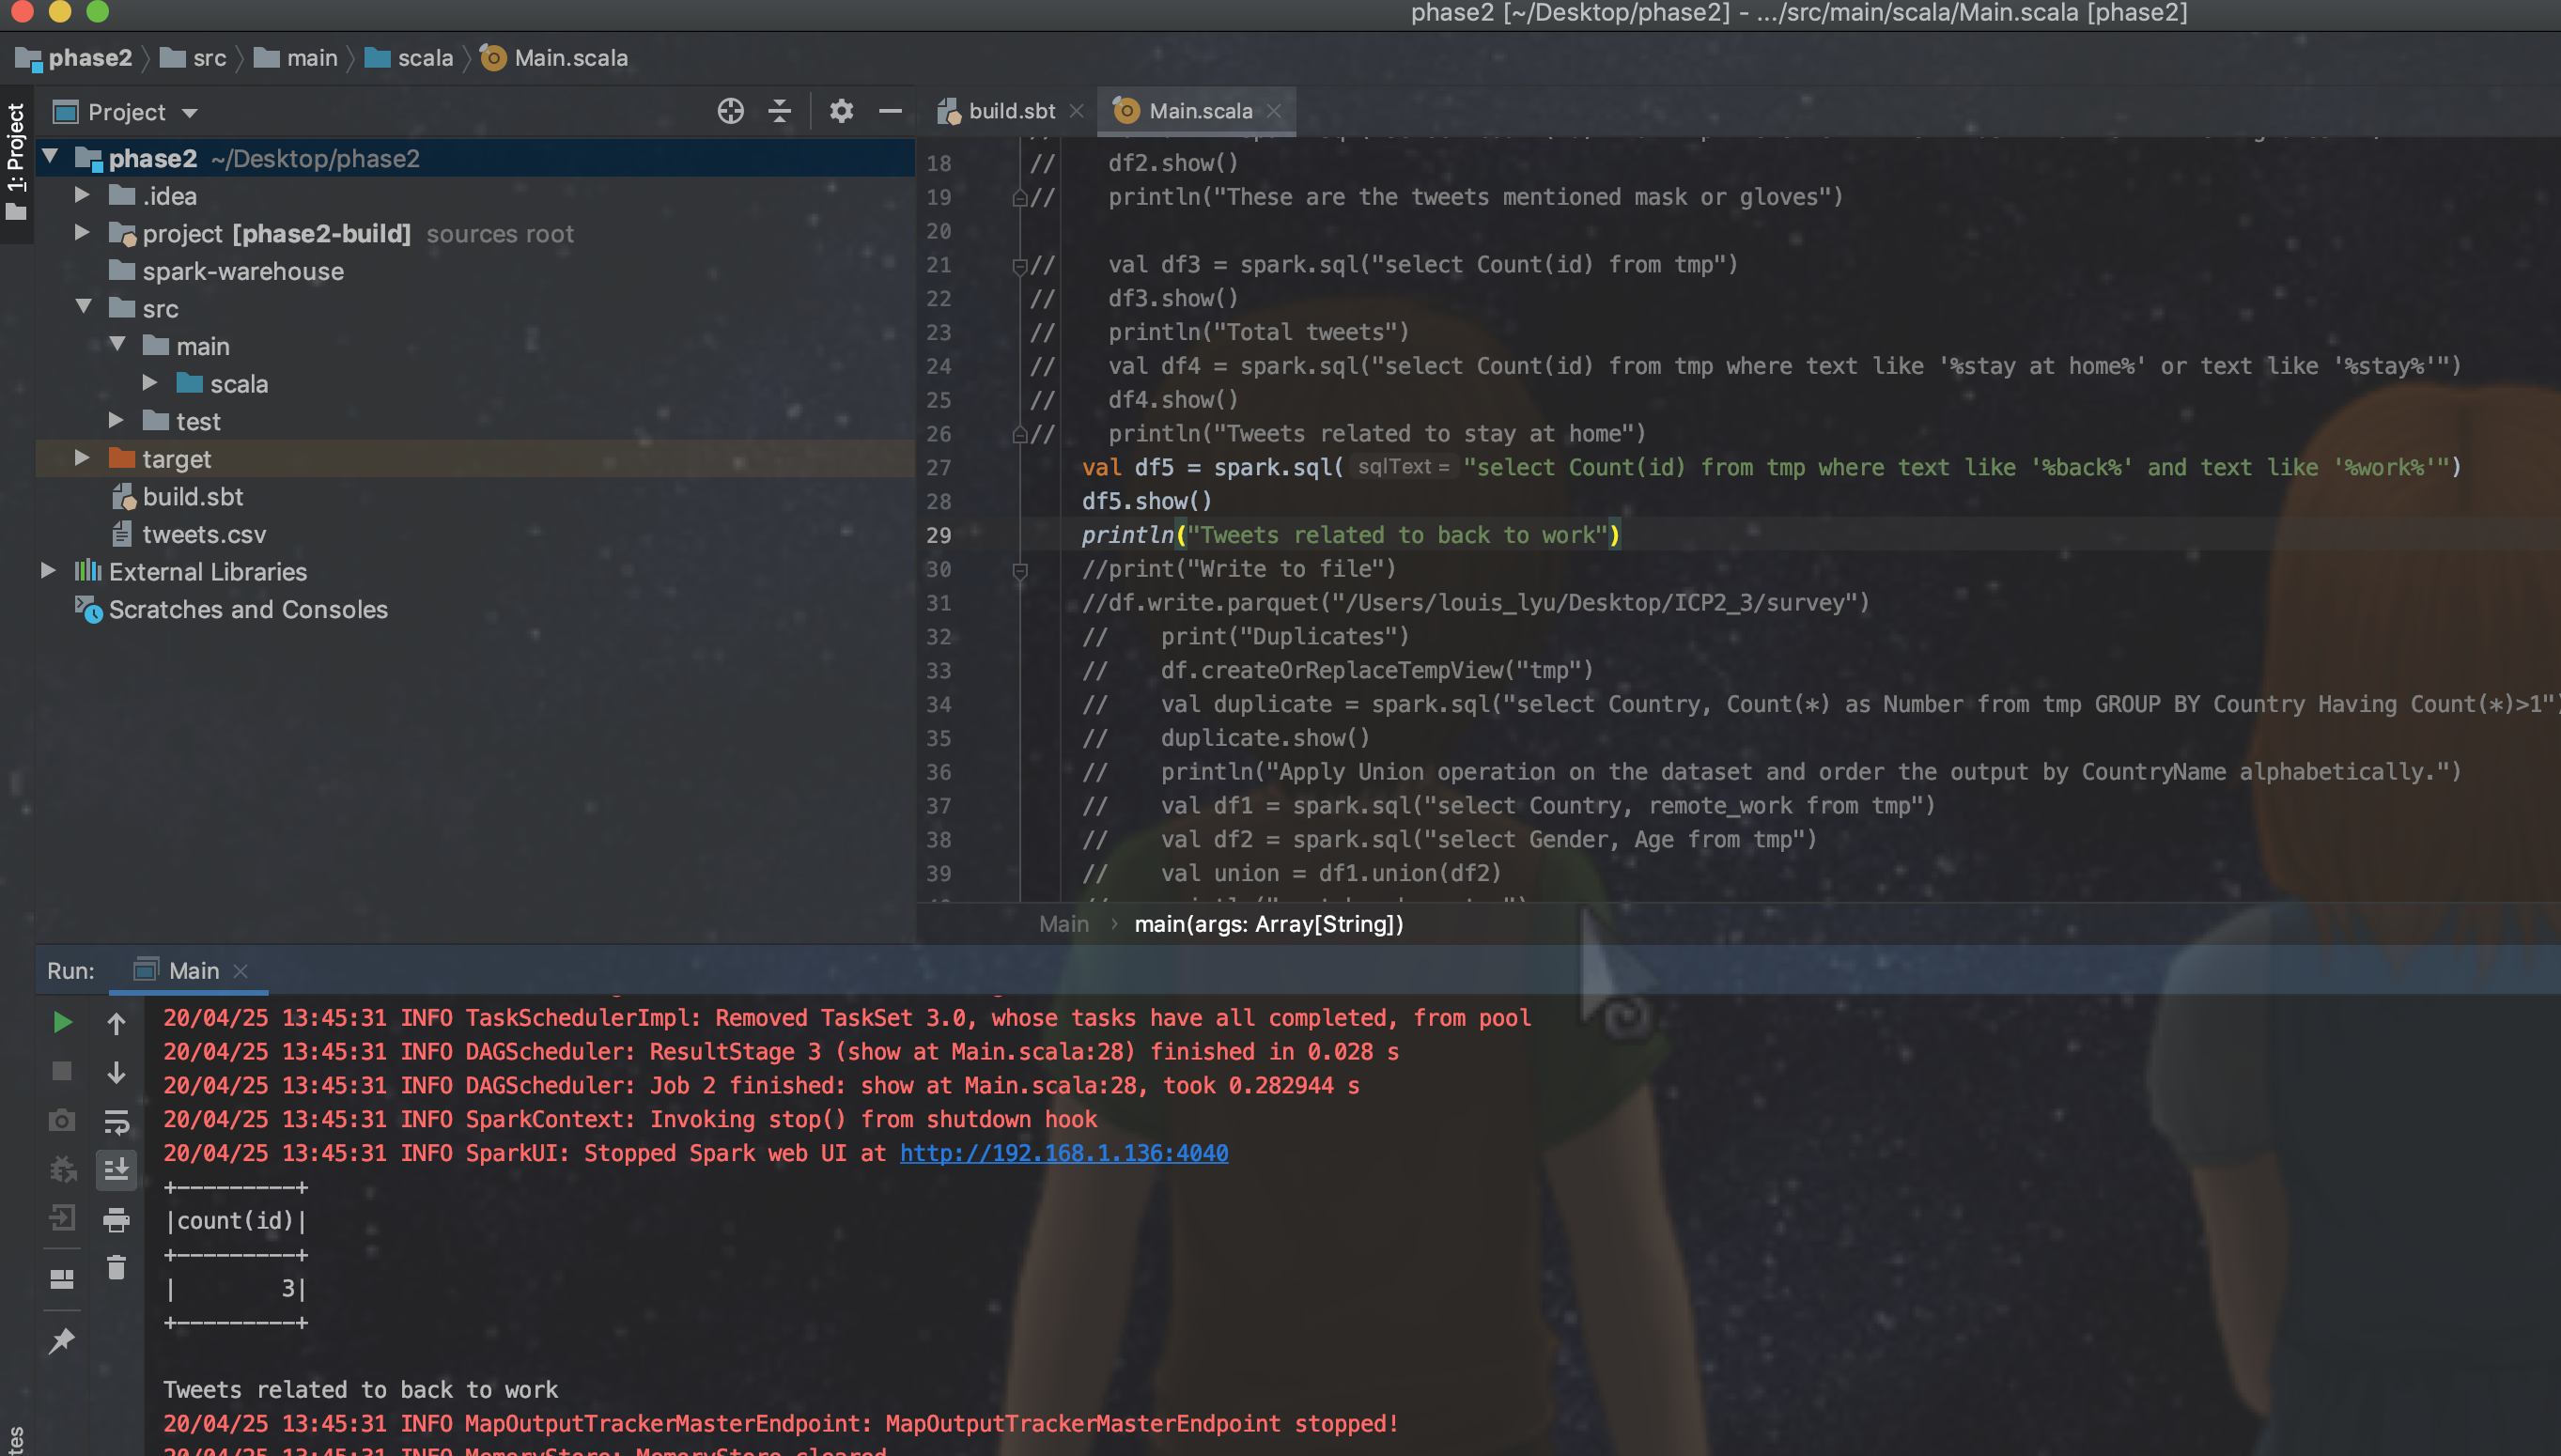 phase2 [~/Desktop/phase2] - .../src/main/scala/Main.scala [phase2]
phase2 src main scala Main.scala
1: Project
Project
build.sbt Main.scala
phase2 ~/Desktop/phase2
.idea
project [phase2-build] sources root
spark-warehouse
src
main
scala
test
target
build.sbt
tweets.csv
External Libraries
Scratches and Consoles
18 // df2.show()
19 // println("These are the tweets mentioned mask or gloves")
20
21 // val df3 = spark.sql("select Count(id) from tmp")
22 // df3.show()
23 // println("Total tweets")
24 // val df4 = spark.sql("select Count(id) from tmp where text like '%stay at home%' or text like '%stay%'")
25 // df4.show()
26 // println("Tweets related to stay at home")
27 val df5 = spark.sql( sqlText = "select Count(id) from tmp where text like '%back%' and text like '%work%'")
28 df5.show()
29 println("Tweets related to back to work")
30 //print("Write to file")
31 //df.write.parquet("/Users/louis_lyu/Desktop/ICP2_3/survey")
32 // print("Duplicates")
33 // df.createOrReplaceTempView("tmp")
34 // val duplicate = spark.sql("select Country, Count(*) as Number from tmp GROUP BY Country Having Count(*)>1")
35 // duplicate.show()
36 // println("Apply Union operation on the dataset and order the output by CountryName alphabetically.")
37 // val df1 = spark.sql("select Country, remote_work from tmp")
38 // val df2 = spark.sql("select Gender, Age from tmp")
39 // val union = df1.union(df2)
Main › main(args: Array[String])
Run: Main
20/04/25 13:45:31 INFO TaskSchedulerImpl: Removed TaskSet 3.0, whose tasks have all completed, from pool
20/04/25 13:45:31 INFO DAGScheduler: ResultStage 3 (show at Main.scala:28) finished in 0.028 s
20/04/25 13:45:31 INFO DAGScheduler: Job 2 finished: show at Main.scala:28, took 0.282944 s
20/04/25 13:45:31 INFO SparkContext: Invoking stop() from shutdown hook
20/04/25 13:45:31 INFO SparkUI: Stopped Spark web UI at http://192.168.1.136:4040
+---------+
|count(id)|
+---------+
|        3|
+---------+
Tweets related to back to work
20/04/25 13:45:31 INFO MapOutputTrackerMasterEndpoint: MapOutputTrackerMasterEndpoint stopped!
20/04/25 13:45:31 INFO MemoryStore: MemoryStore cleared